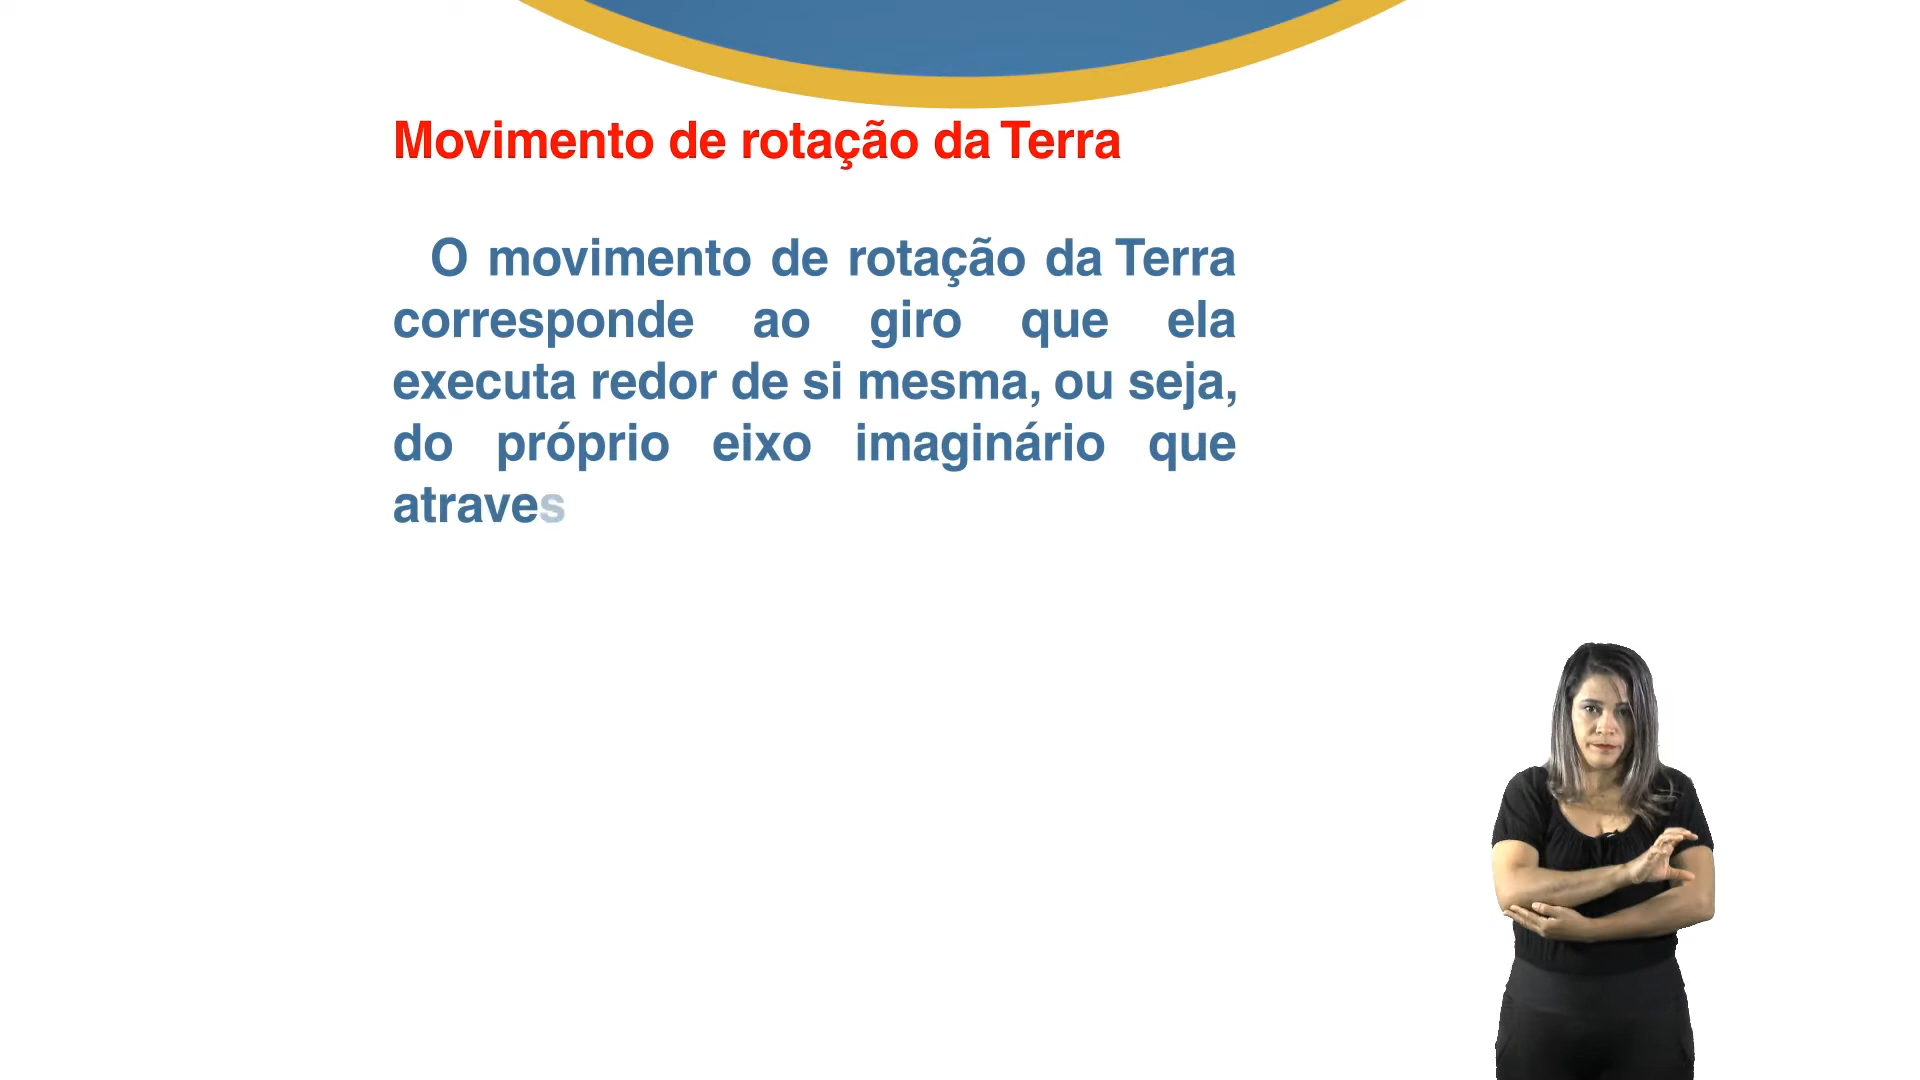 Movimento de rotação da Terra
O movimento de rotação da Terra
corresponde ao giro que ela
executa redor de si mesma, ou seja,
do próprio eixo imaginário que
atraves